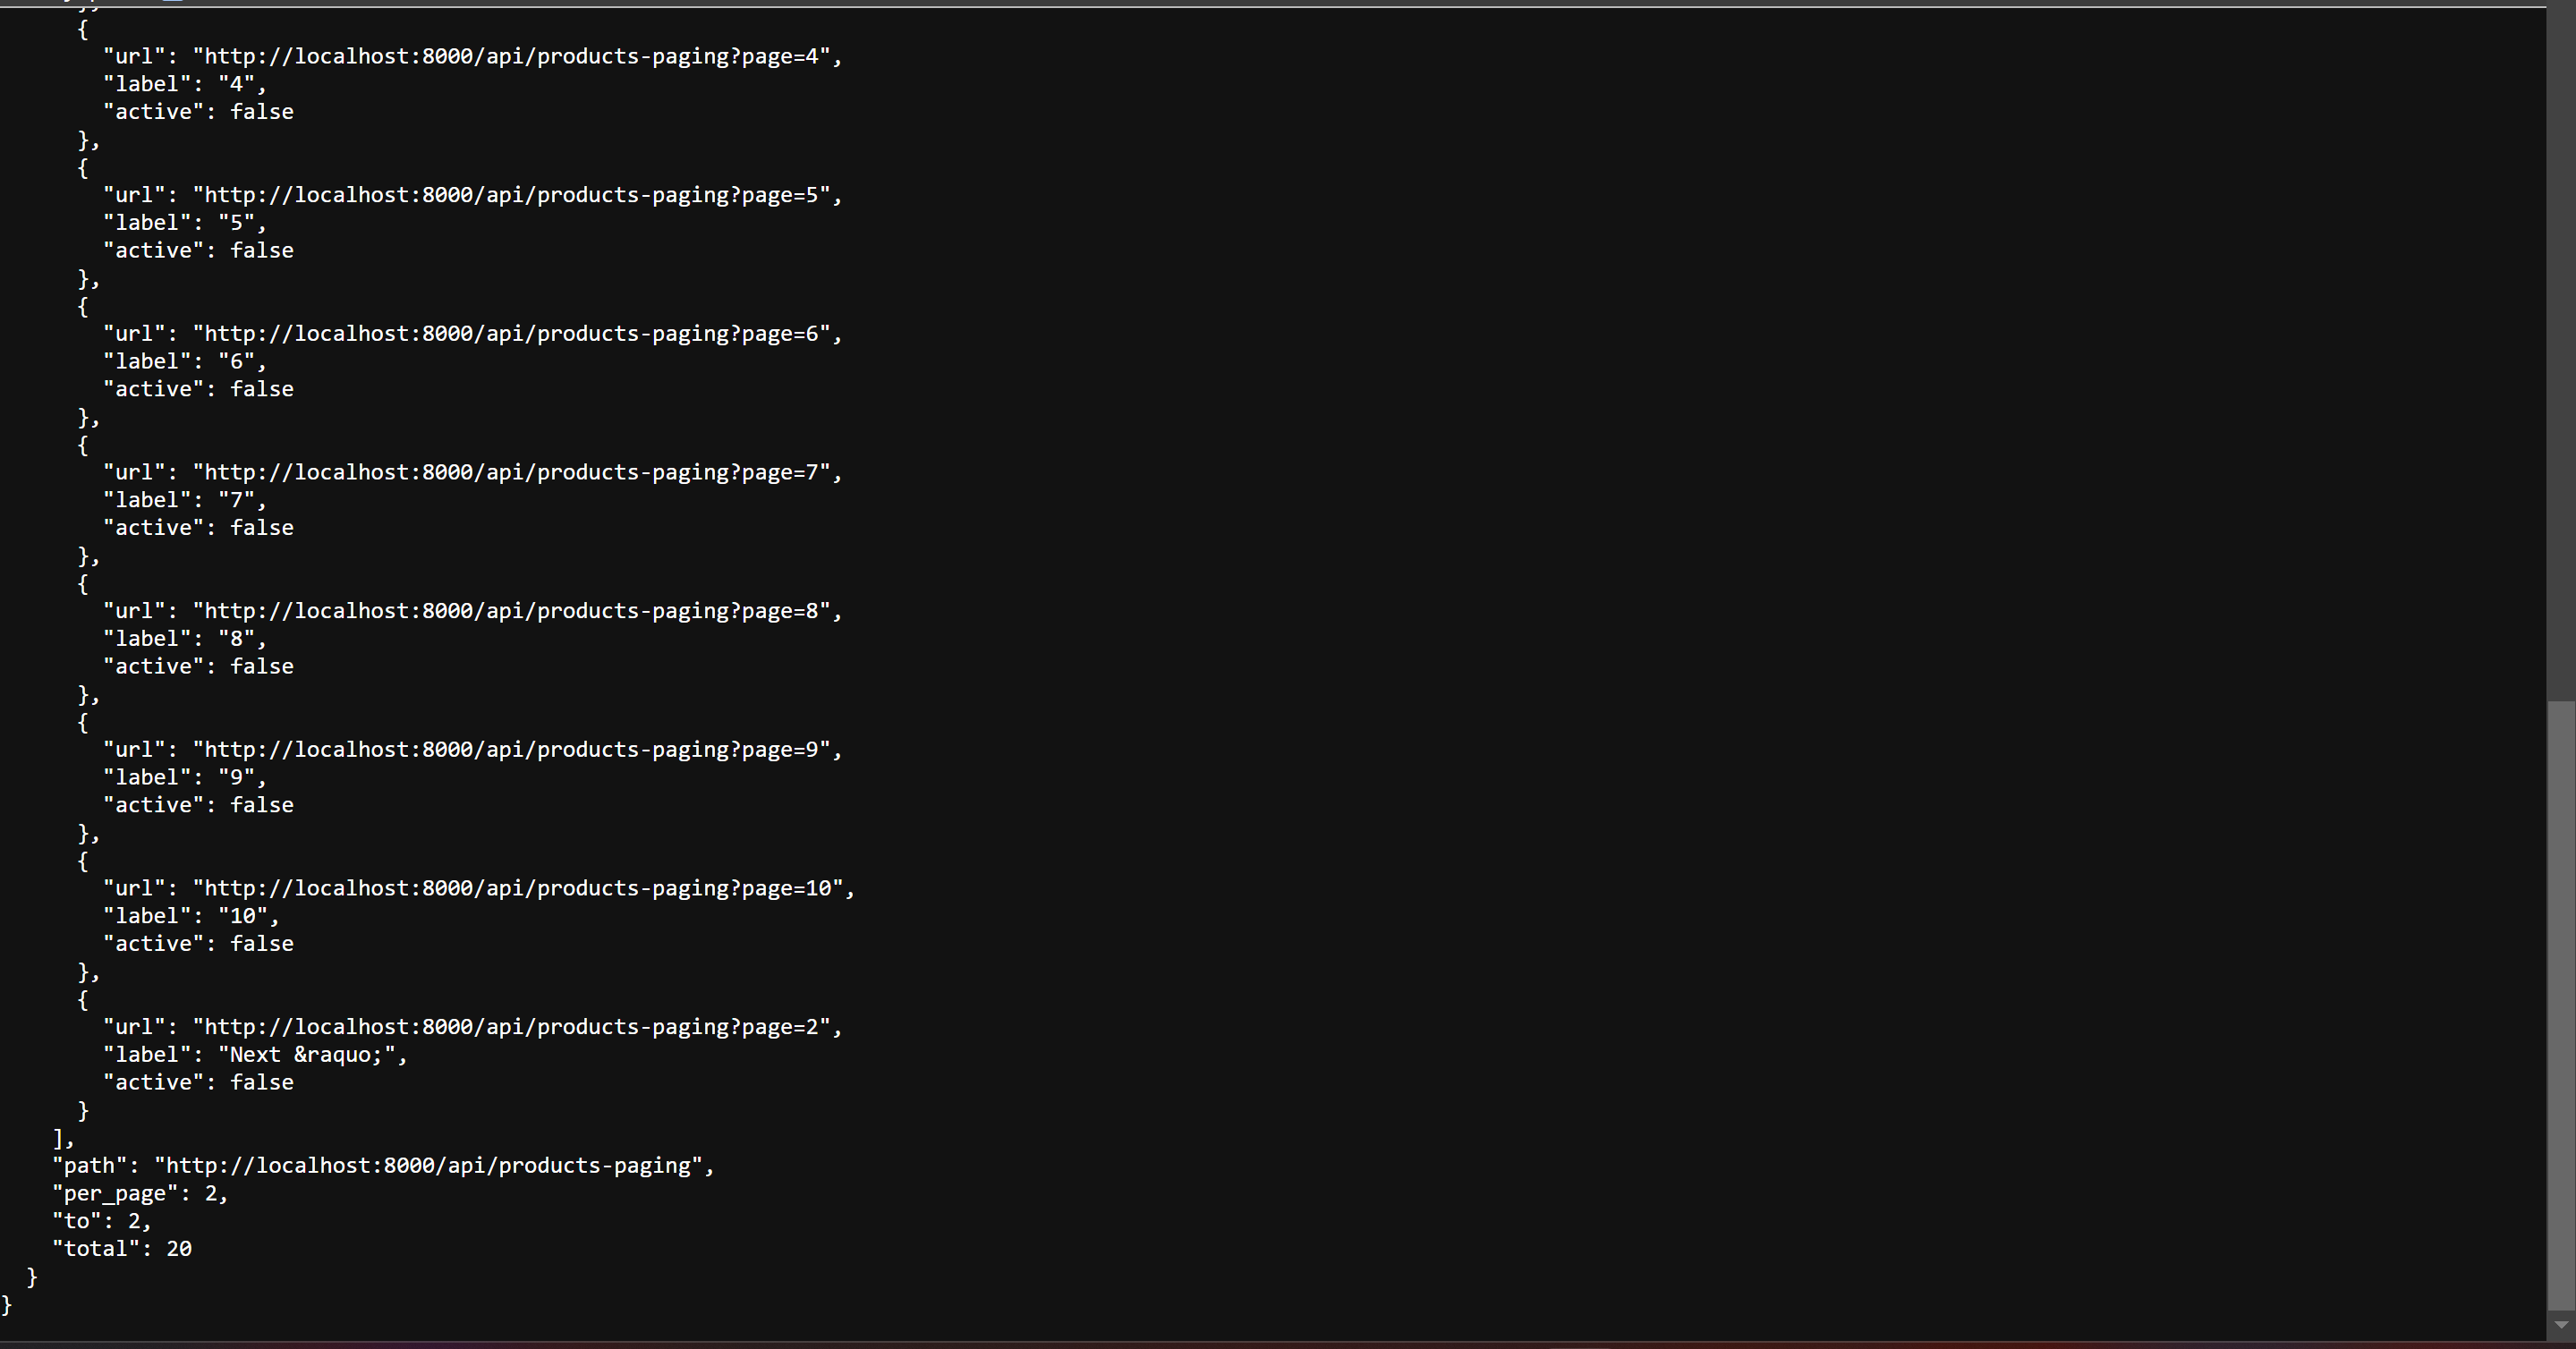 {
"url": "http://localhost:8000/api/products-paging?page=4",
"label": "4",
"active": false
},
{
"url": "http://localhost:8000/api/products-paging?page=5",
"label": "5",
"active": false
},
{
"url": "http://localhost:8000/api/products-paging?page=6",
"label": "6",
"active": false
},
{
"url": "http://localhost:8000/api/products-paging?page=7",
"label": "7",
"active": false
},
{
"url": "http://localhost:8000/api/products-paging?page=8",
"label": "8",
"active": false
},
{
"url": "http://localhost:8000/api/products-paging?page=9",
"label": "9",
"active": false
},
{
"url": "http://localhost:8000/api/products-paging?page=10",
"label": "10",
"active": false
},
{
"url": "http://localhost:8000/api/products-paging?page=2",
"label": "Next &raquo;",
"active": false
}
],
"path": "http://localhost:8000/api/products-paging",
"per_page": 2,
"to": 2,
"total": 20
}
}